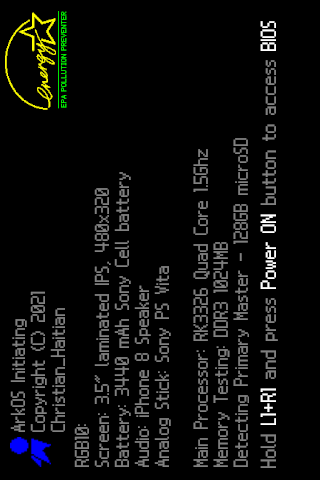 ArkOS Initiating
Copyright (C) 2021
Christian_Haitian
energy
EPA POLLUTION PREVENTER
RGB10:
Screen: 3.5" laminated IPS, 480x320
Battery: 3440 mAh Sony Cell battery
Audio: iPhone 8 Speaker
Analog Stick: Sony PS Vita
Main Processor: RK3326 Quad Core 1.5Ghz
Memory Testing: DDR3 1024MB
Detecting Primary Master - 128GB microSD
Hold L1+R1 and press Power ON button to access BIOS